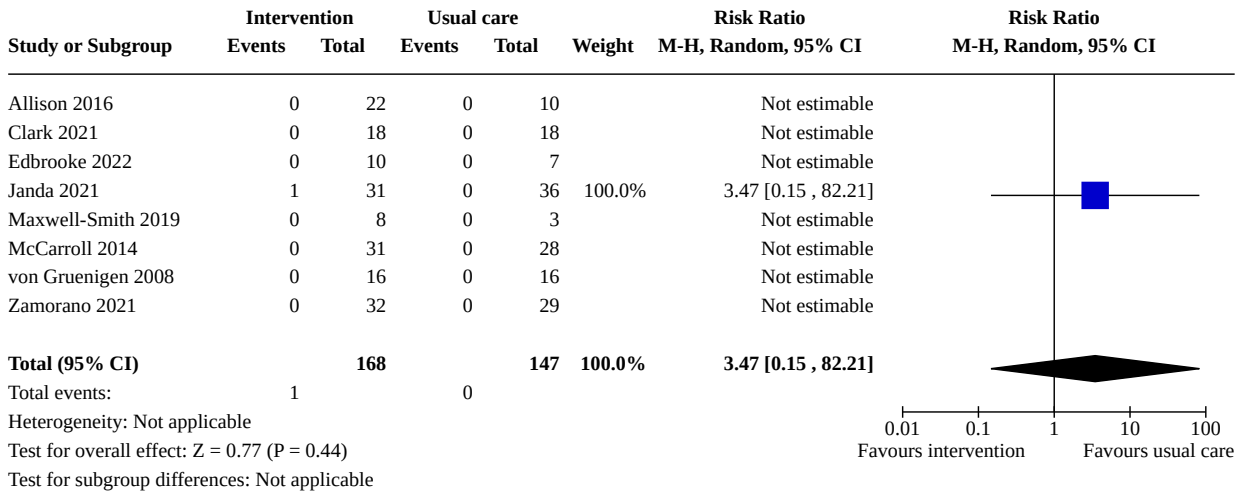 Intervention Usual care Risk Ratio Risk Ratio
Study or Subgroup Events Total Events Total Weight M-H, Random, 95% CI M-H, Random, 95% CI
Allison 2016 0 22 0 10 Not estimable
Clark 2021 0 18 0 18 Not estimable
Edbrooke 2022 0 10 0 7 Not estimable
Janda 2021 1 31 0 36 100.0% 3.47 [0.15 , 82.21]
Maxwell-Smith 2019 0 8 0 3 Not estimable
McCarroll 2014 0 31 0 28 Not estimable
von Gruenigen 2008 0 16 0 16 Not estimable
Zamorano 2021 0 32 0 29 Not estimable
Total (95% CI) 168 147 100.0% 3.47 [0.15 , 82.21]
Total events: 1 0
Heterogeneity: Not applicable
Test for overall effect: Z = 0.77 (P = 0.44)
Test for subgroup differences: Not applicable
0.01 0.1 1 10 100
Favours intervention Favours usual care